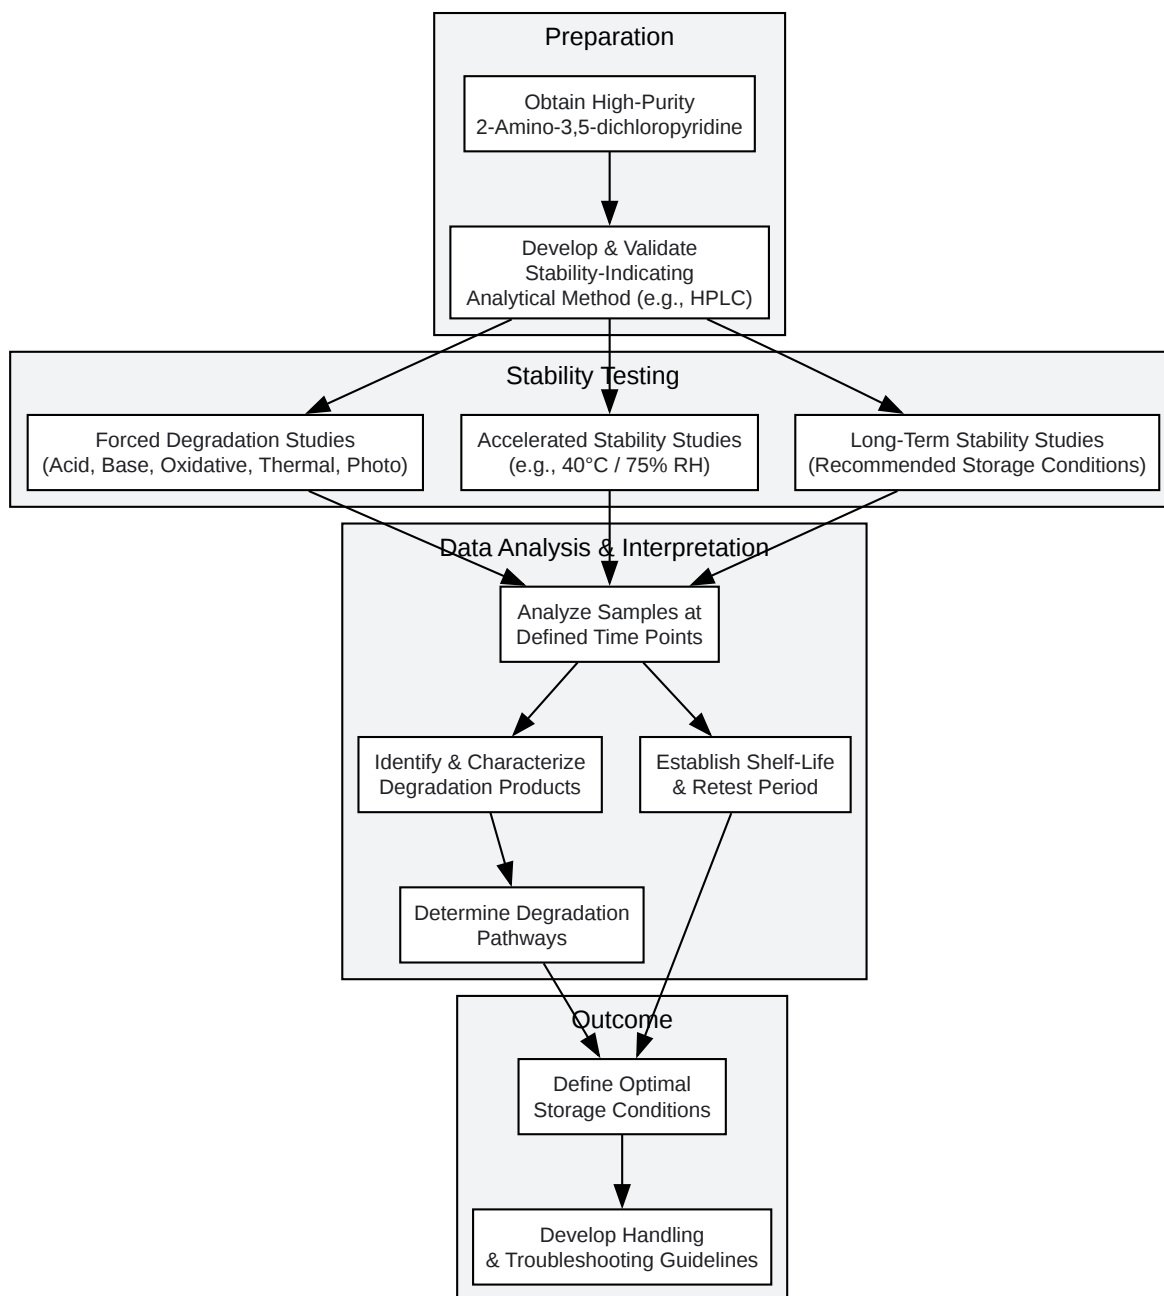 Preparation
Obtain High-Purity
2-Amino-3,5-dichloropyridine
Develop & Validate
Stability-Indicating
Analytical Method (e.g., HPLC)
Stability Testing
Forced Degradation Studies
(Acid, Base, Oxidative, Thermal, Photo)
Accelerated Stability Studies
(e.g., 40°C / 75% RH)
Long-Term Stability Studies
(Recommended Storage Conditions)
Data Analysis & Interpretation
Analyze Samples at
Defined Time Points
Identify & Characterize
Degradation Products
Establish Shelf-Life
& Retest Period
Determine Degradation
Pathways
Outcome
Define Optimal
Storage Conditions
Develop Handling
& Troubleshooting Guidelines